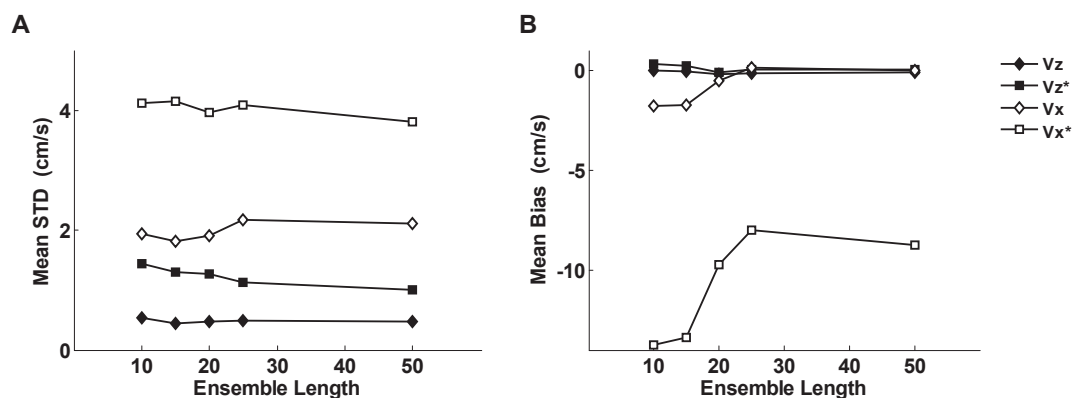 A
Mean STD (cm/s)
4
2
0
10 20 30 40 50
Ensemble Length
B
Mean Bias (cm/s)
0
-5
-10
10 20 30 40 50
Ensemble Length
Vz
Vz*
Vx
Vx*